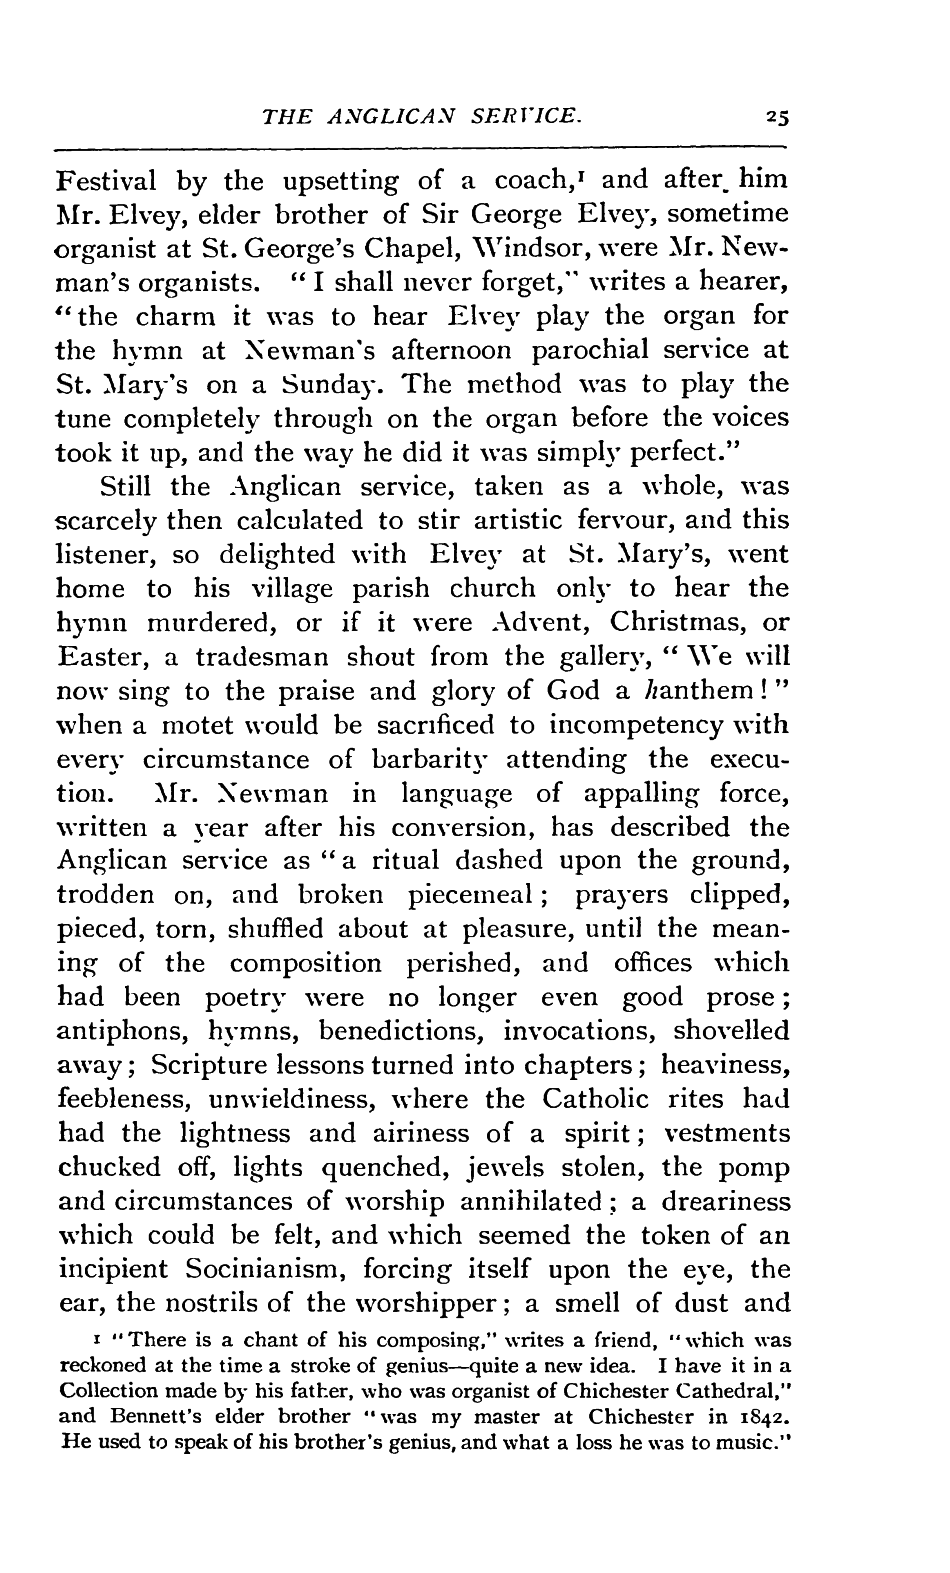 THE ANGLICAN SERVICE. 25
Festival by the upsetting of a coach,¹ and after him
Mr. Elvey, elder brother of Sir George Elvey, sometime
organist at St. George's Chapel, Windsor, were Mr. New-
man's organists. “I shall never forget,” writes a hearer,
“the charm it was to hear Elvey play the organ for
the hymn at Newman's afternoon parochial service at
St. Mary's on a Sunday. The method was to play the
tune completely through on the organ before the voices
took it up, and the way he did it was simply perfect.”
Still the Anglican service, taken as a whole, was
scarcely then calculated to stir artistic fervour, and this
listener, so delighted with Elvey at St. Mary's, went
home to his village parish church only to hear the
hymn murdered, or if it were Advent, Christmas, or
Easter, a tradesman shout from the gallery, “We will
now sing to the praise and glory of God a hanthem!”
when a motet would be sacrificed to incompetency with
every circumstance of barbarity attending the execu-
tion. Mr. Newman in language of appalling force,
written a year after his conversion, has described the
Anglican service as “a ritual dashed upon the ground,
trodden on, and broken piecemeal; prayers clipped,
pieced, torn, shuffled about at pleasure, until the mean-
ing of the composition perished, and offices which
had been poetry were no longer even good prose;
antiphons, hymns, benedictions, invocations, shovelled
away; Scripture lessons turned into chapters; heaviness,
feebleness, unwieldiness, where the Catholic rites had
had the lightness and airiness of a spirit; vestments
chucked off, lights quenched, jewels stolen, the pomp
and circumstances of worship annihilated; a dreariness
which could be felt, and which seemed the token of an
incipient Socinianism, forcing itself upon the eye, the
ear, the nostrils of the worshipper; a smell of dust and
¹ “There is a chant of his composing,” writes a friend, “which was
reckoned at the time a stroke of genius—quite a new idea. I have it in a
Collection made by his father, who was organist of Chichester Cathedral,”
and Bennett's elder brother “was my master at Chichester in 1842.
He used to speak of his brother's genius, and what a loss he was to music.”